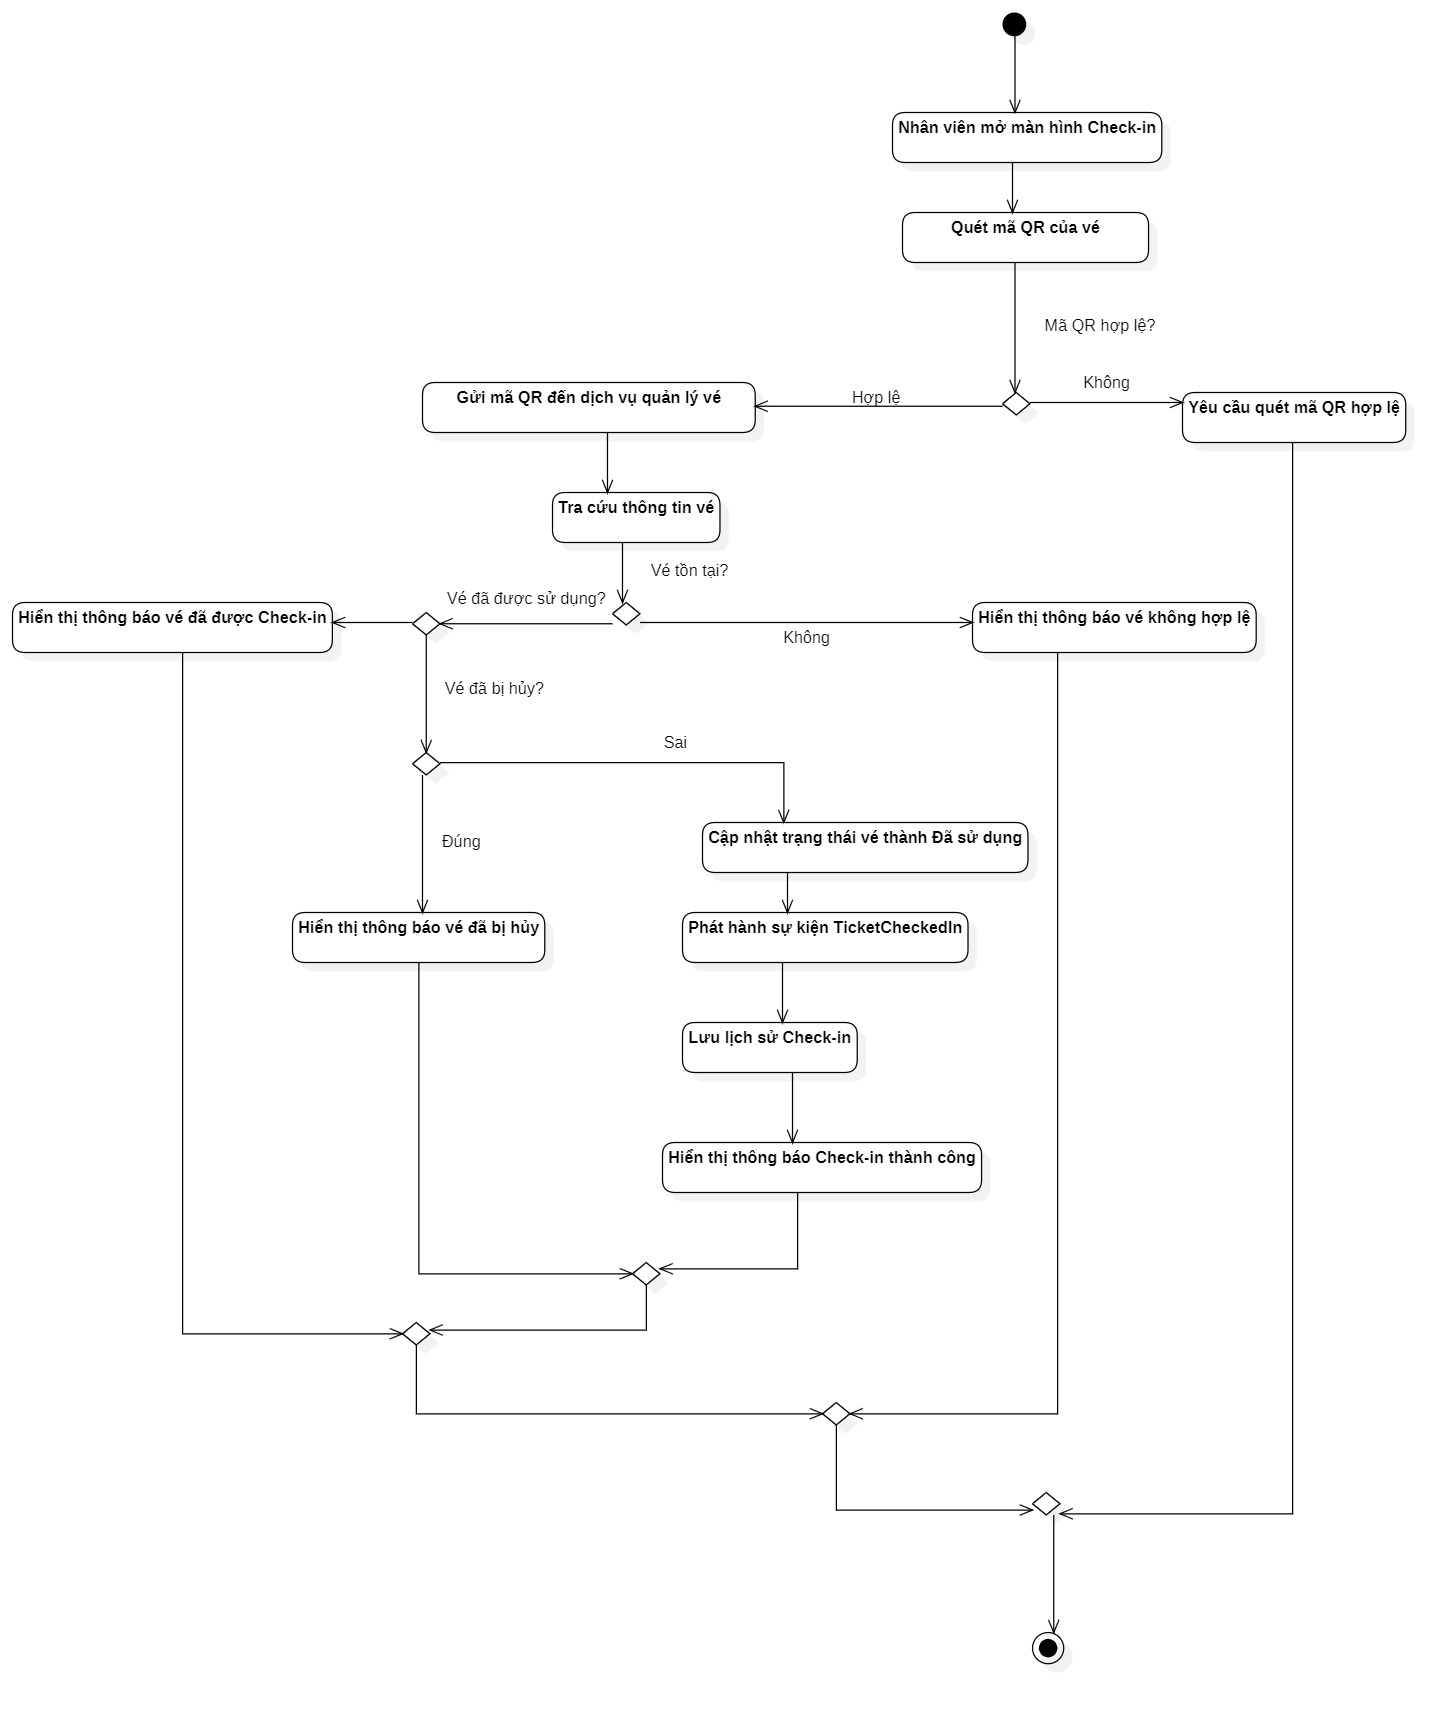 Nhân viên mở màn hình Check-in
Quét mã QR của vé
Mã QR hợp lệ?
Không
Hợp lệ
Gửi mã QR đến dịch vụ quản lý vé
Yêu cầu quét mã QR hợp lệ
Tra cứu thông tin vé
Vé tồn tại?
Vé đã được sử dụng?
Hiển thị thông báo vé đã được Check-in
Hiển thị thông báo vé không hợp lệ
Không
Vé đã bị hủy?
Sai
Cập nhật trạng thái vé thành Đã sử dụng
Đúng
Hiển thị thông báo vé đã bị hủy
Phát hành sự kiện TicketCheckedIn
Lưu lịch sử Check-in
Hiển thị thông báo Check-in thành công